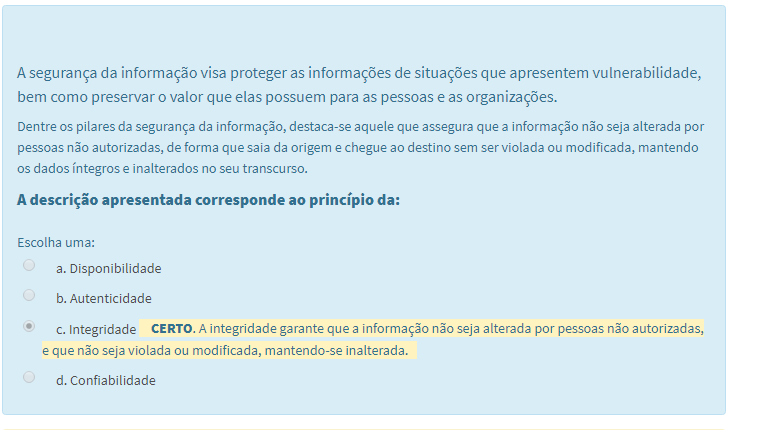 A segurança da informação visa proteger as informações de situações que apresentem vulnerabilidade,
bem como preservar o valor que elas possuem para as pessoas e as organizações.
Dentre os pilares da segurança da informação, destaca-se aquele que assegura que a informação não seja alterada por
pessoas não autorizadas, de forma que saia da origem e chegue ao destino sem ser violada ou modificada, mantendo
os dados íntegros e inalterados no seu transcurso.
A descrição apresentada corresponde ao princípio da:
Escolha uma:
a. Disponibilidade
b. Autenticidade
c. Integridade CERTO. A integridade garante que a informação não seja alterada por pessoas não autorizadas,
e que não seja violada ou modificada, mantendo-se inalterada.
d. Confiabilidade